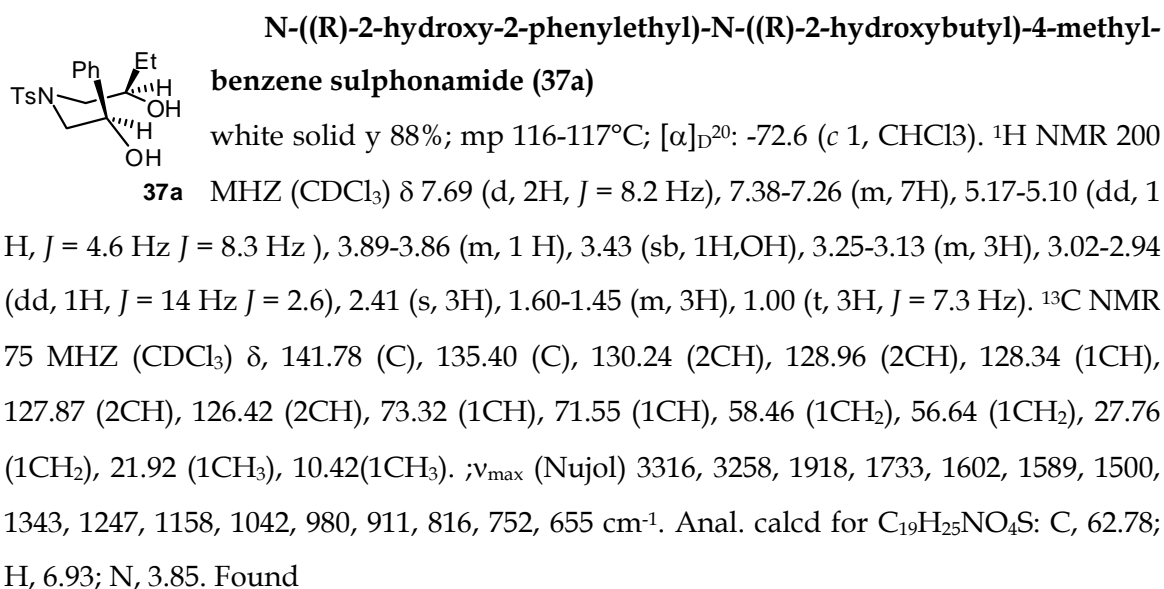 N-((R)-2-hydroxy-2-phenylethyl)-N-((R)-2-hydroxybutyl)-4-methyl-
benzene sulphonamide (37a)
Ph Et
TsN H
OH
H
OH
37a
white solid y 88%; mp 116-117°C; [α]D²⁰: -72.6 (c 1, CHCl3). ¹H NMR 200
MHZ (CDCl₃) δ 7.69 (d, 2H, J = 8.2 Hz), 7.38-7.26 (m, 7H), 5.17-5.10 (dd, 1
H, J = 4.6 Hz J = 8.3 Hz ), 3.89-3.86 (m, 1 H), 3.43 (sb, 1H,OH), 3.25-3.13 (m, 3H), 3.02-2.94
(dd, 1H, J = 14 Hz J = 2.6), 2.41 (s, 3H), 1.60-1.45 (m, 3H), 1.00 (t, 3H, J = 7.3 Hz). ¹³C NMR
75 MHZ (CDCl₃) δ, 141.78 (C), 135.40 (C), 130.24 (2CH), 128.96 (2CH), 128.34 (1CH),
127.87 (2CH), 126.42 (2CH), 73.32 (1CH), 71.55 (1CH), 58.46 (1CH₂), 56.64 (1CH₂), 27.76
(1CH₂), 21.92 (1CH₃), 10.42(1CH₃). ;νmax (Nujol) 3316, 3258, 1918, 1733, 1602, 1589, 1500,
1343, 1247, 1158, 1042, 980, 911, 816, 752, 655 cm⁻¹. Anal. calcd for C₁₉H₂₅NO₄S: C, 62.78;
H, 6.93; N, 3.85. Found